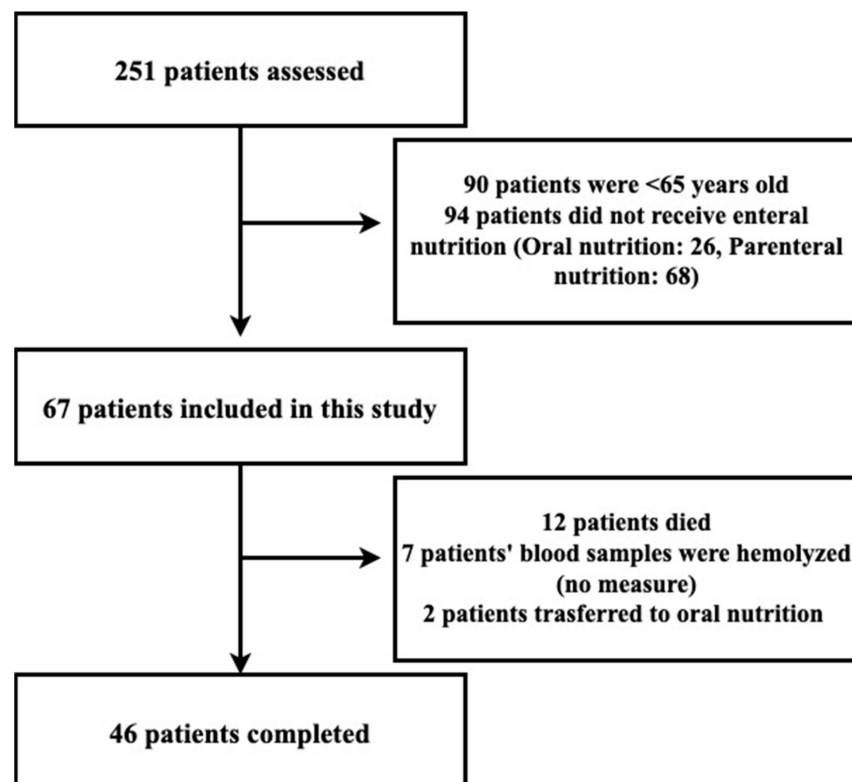 251 patients assessed
90 patients were <65 years old
94 patients did not receive enteral
nutrition (Oral nutrition: 26, Parenteral
nutrition: 68)
67 patients included in this study
12 patients died
7 patients' blood samples were hemolyzed
(no measure)
2 patients trasferred to oral nutrition
46 patients completed